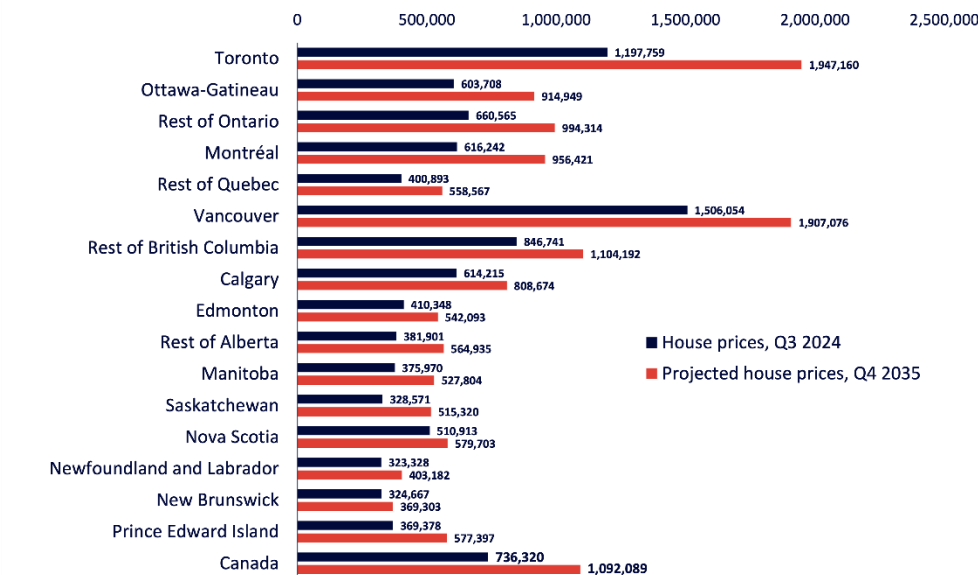 0 500,000 1,000,000 1,500,000 2,000,000 2,500,000
Toronto 1,197,759
1,947,160
Ottawa-Gatineau 603,708
914,949
Rest of Ontario 660,565
994,314
Montréal 616,242
956,421
Rest of Quebec 400,893
558,567
Vancouver 1,506,054
1,907,076
Rest of British Columbia 846,741
1,104,192
Calgary 614,215
808,674
Edmonton 410,348
542,093
Rest of Alberta 381,901
564,935
House prices, Q3 2024
Manitoba 375,970
527,804
Projected house prices, Q4 2035
Saskatchewan 328,571
515,320
Nova Scotia 510,913
579,703
Newfoundland and Labrador 323,328
403,182
New Brunswick 324,667
369,303
Prince Edward Island 369,378
577,397
Canada 736,320
1,092,089